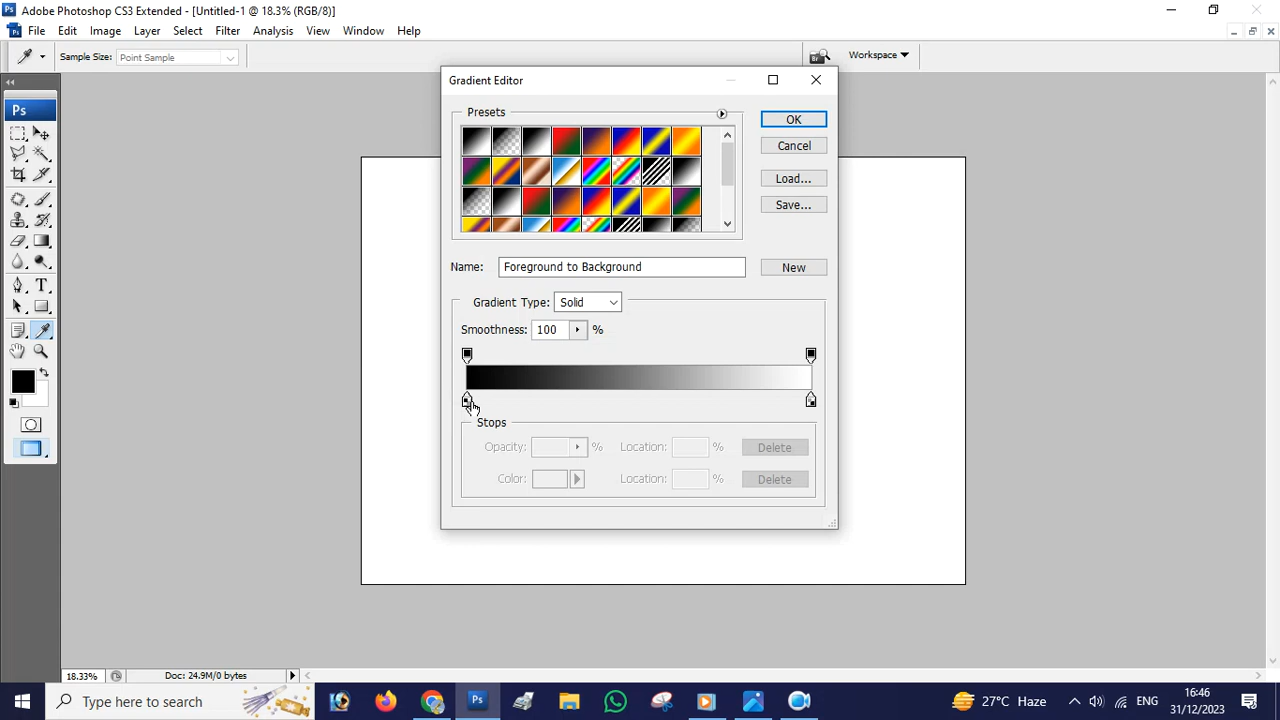 Adobe Photoshop CS3 Extended - [Untitled-1 @ 18.3% (RGB/8)]
File Edit Image Layer Select Filter Analysis View Window Help
Sample Size: Point Sample
Workspace
Ps
Gradient Editor
Presets
OK
Cancel
Load...
Save...
Name: Foreground to Background New
Gradient Type: Solid
Smoothness: 100 %
Stops
Opacity: % Location: % Delete
Color: Location: % Delete
18.33% Doc: 24.9M/0 bytes
Type here to search
Ps
27°C Haze
ENG
16:46
31/12/2023